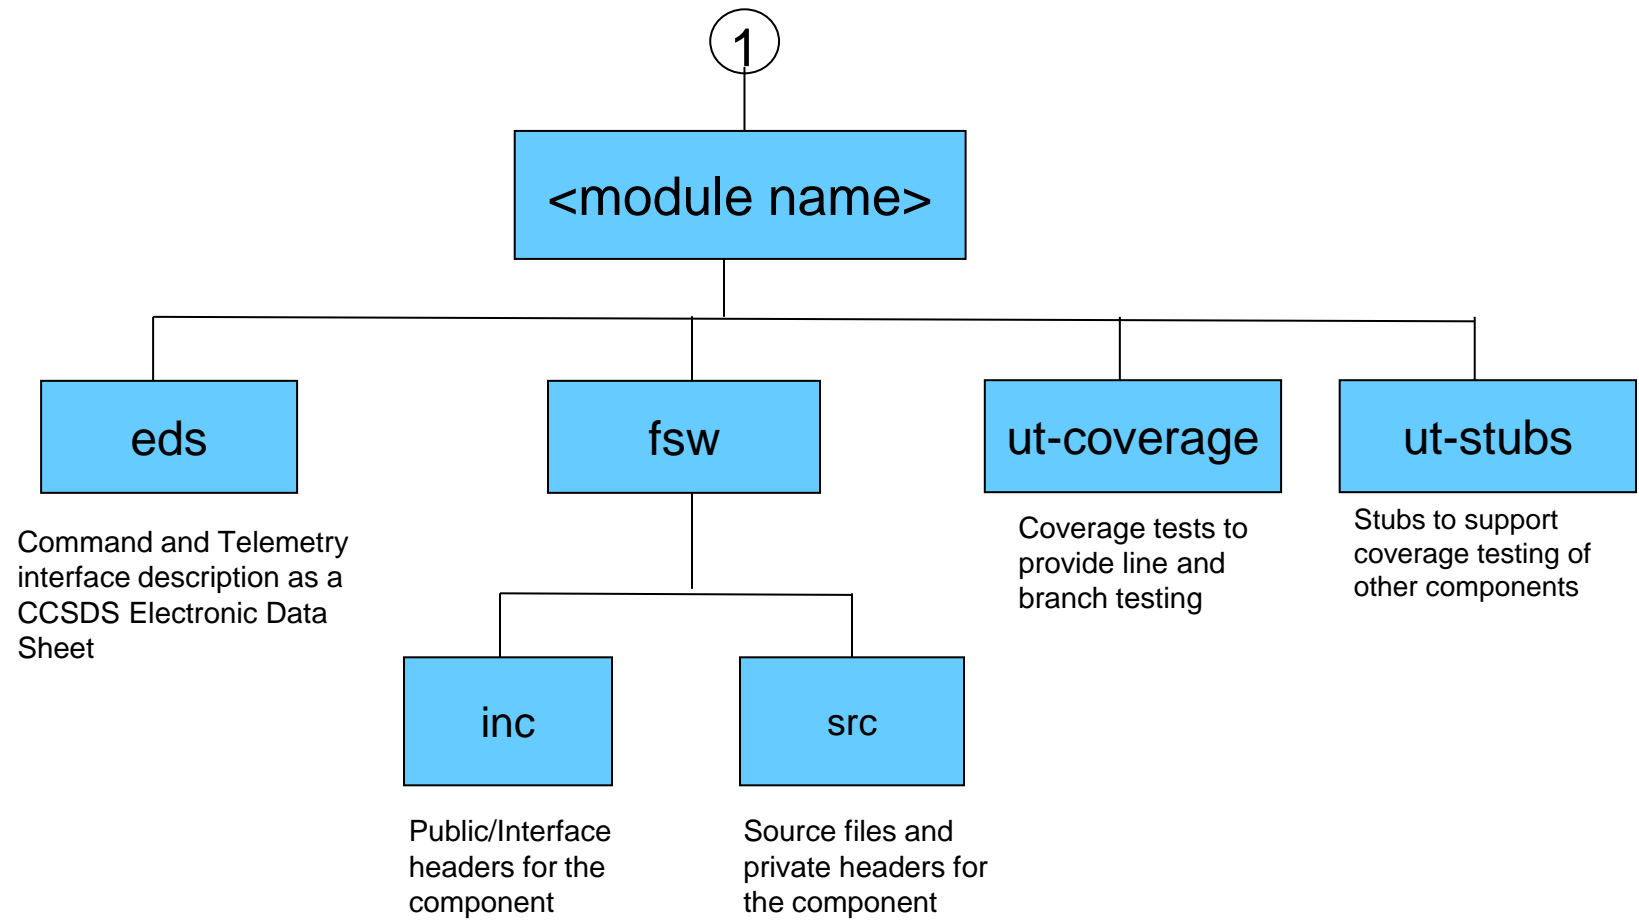 1
<module name>
eds
fsw
ut-coverage
ut-stubs
Command and Telemetry
interface description as a
CCSDS Electronic Data
Sheet
Coverage tests to
provide line and
branch testing
Stubs to support
coverage testing of
other components
inc
src
Public/Interface
headers for the
component
Source files and
private headers for
the component